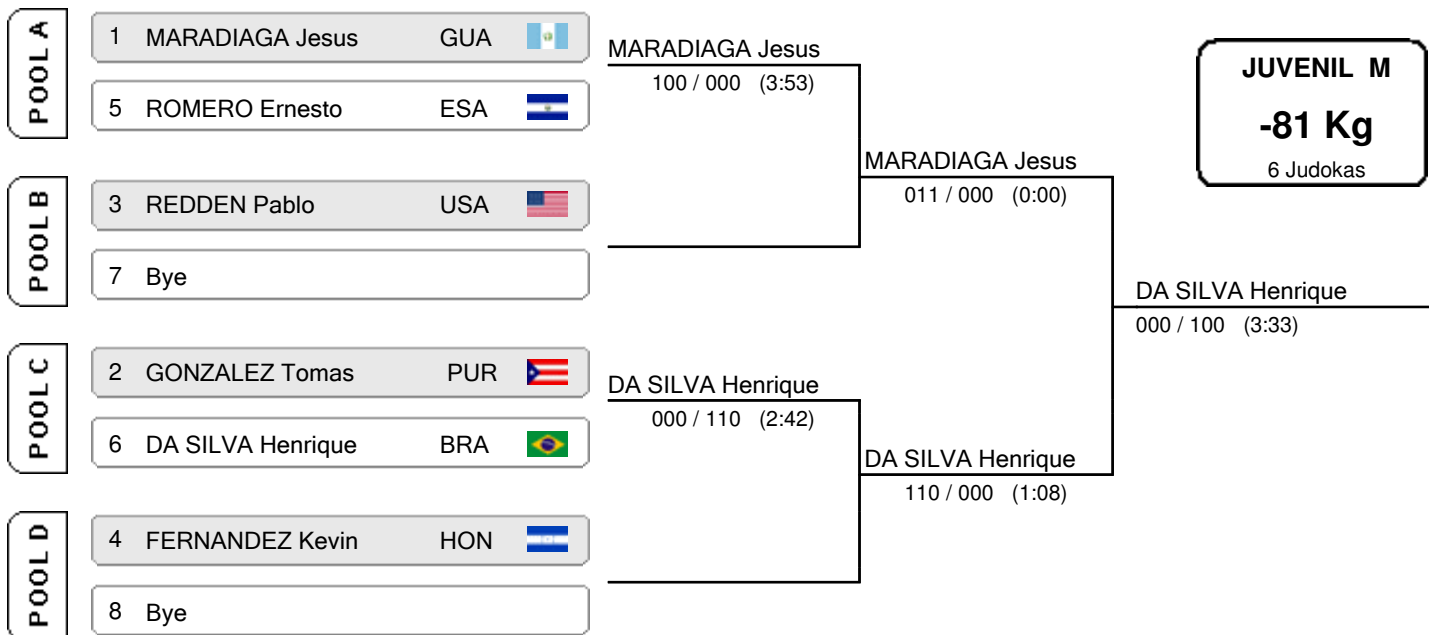 POOL A
1 MARADIAGA Jesus GUA
5 ROMERO Ernesto ESA
POOL B
3 REDDEN Pablo USA
7 Bye
POOL C
2 GONZALEZ Tomas PUR
6 DA SILVA Henrique BRA
POOL D
4 FERNANDEZ Kevin HON
8 Bye
MARADIAGA Jesus
100 / 000 (3:53)
DA SILVA Henrique
000 / 110 (2:42)
MARADIAGA Jesus
011 / 000 (0:00)
DA SILVA Henrique
110 / 000 (1:08)
DA SILVA Henrique
000 / 100 (3:33)
JUVENIL M
-81 Kg
6 Judokas